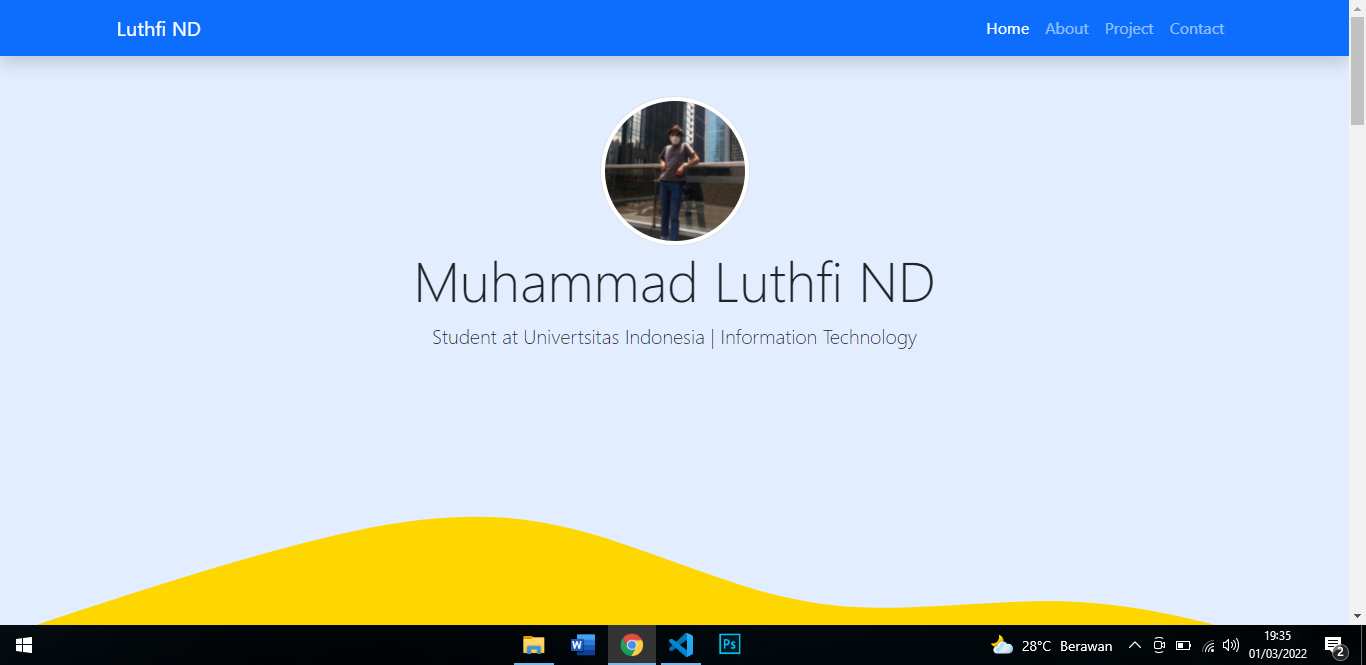 Luthfi ND
Home About Project Contact
Muhammad Luthfi ND
Student at Univertsitas Indonesia | Information Technology
28°C Berawan
19:35
01/03/2022
2
W
Ps